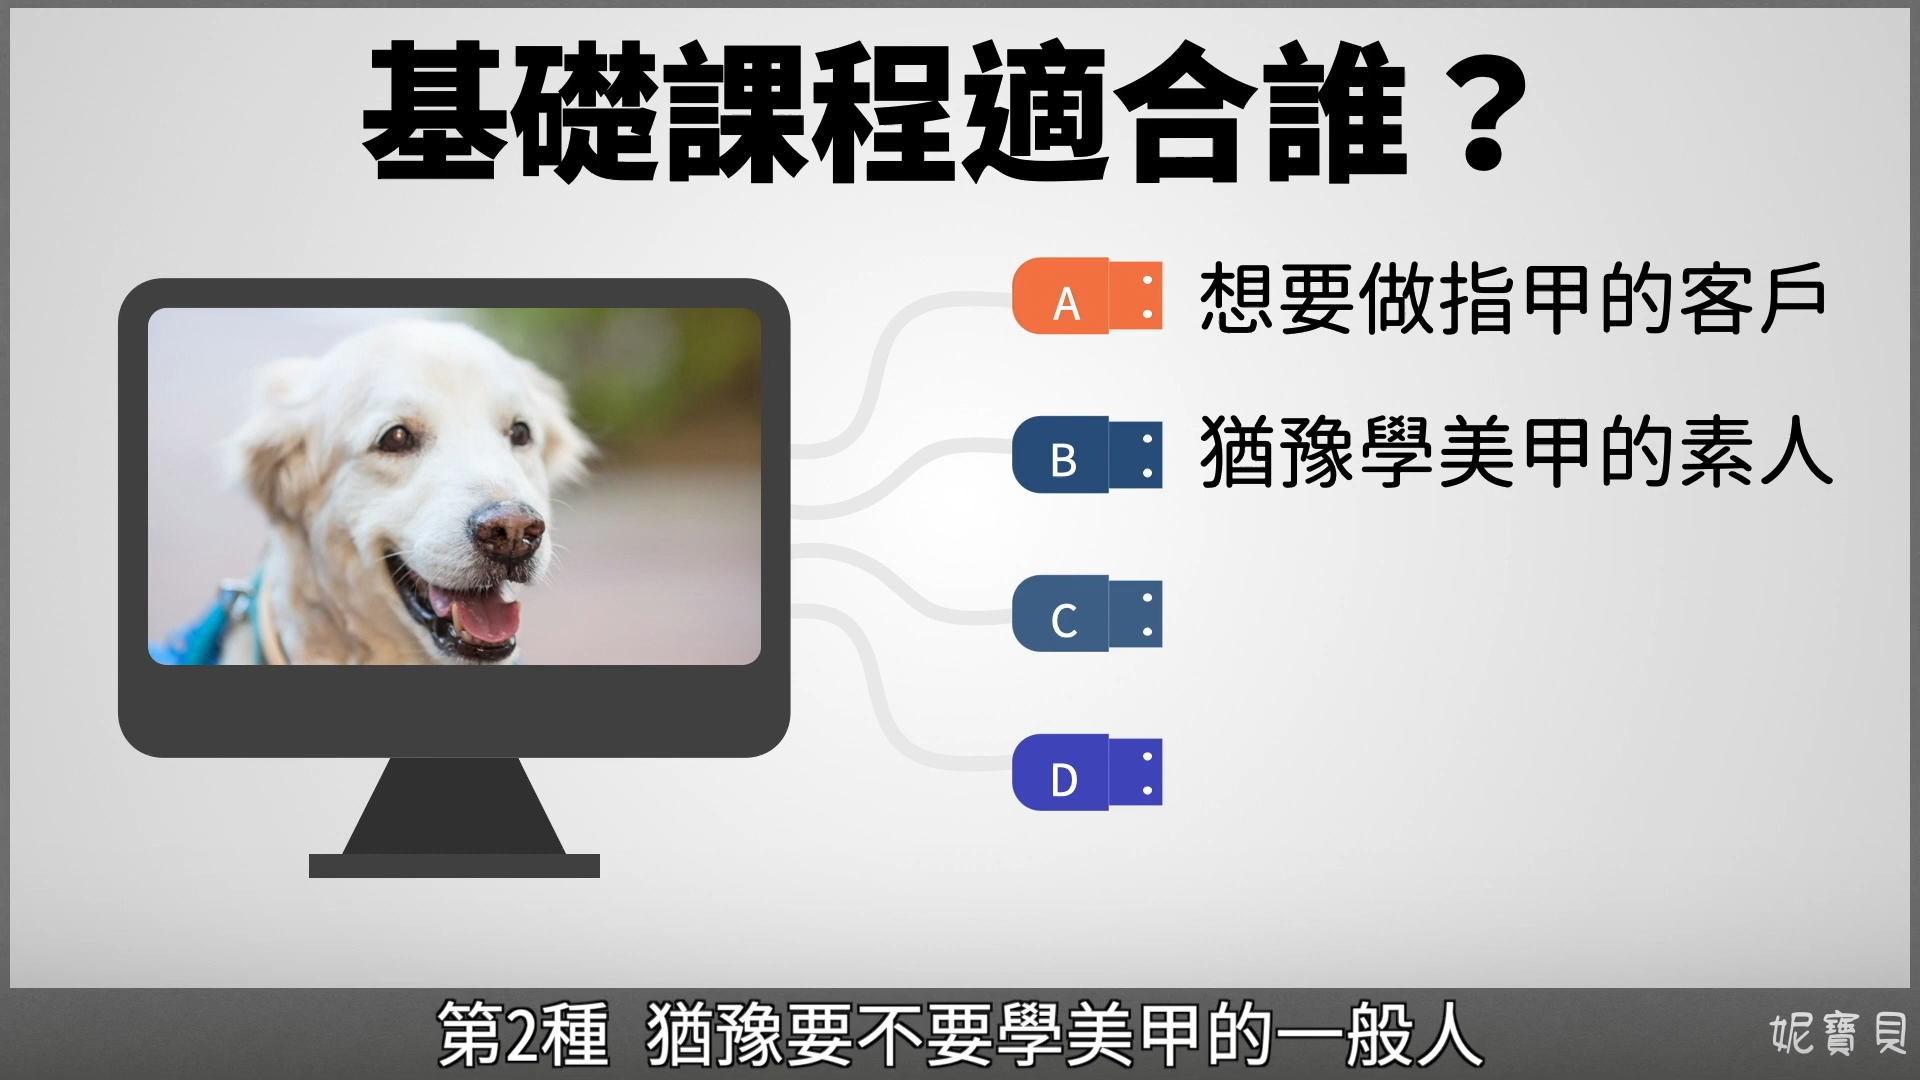 基礎課程適合誰？
A 想要做指甲的客戶
B 猶豫學美甲的素人
C
D
第2種 猶豫要不要學美甲的一般人
妮寶貝